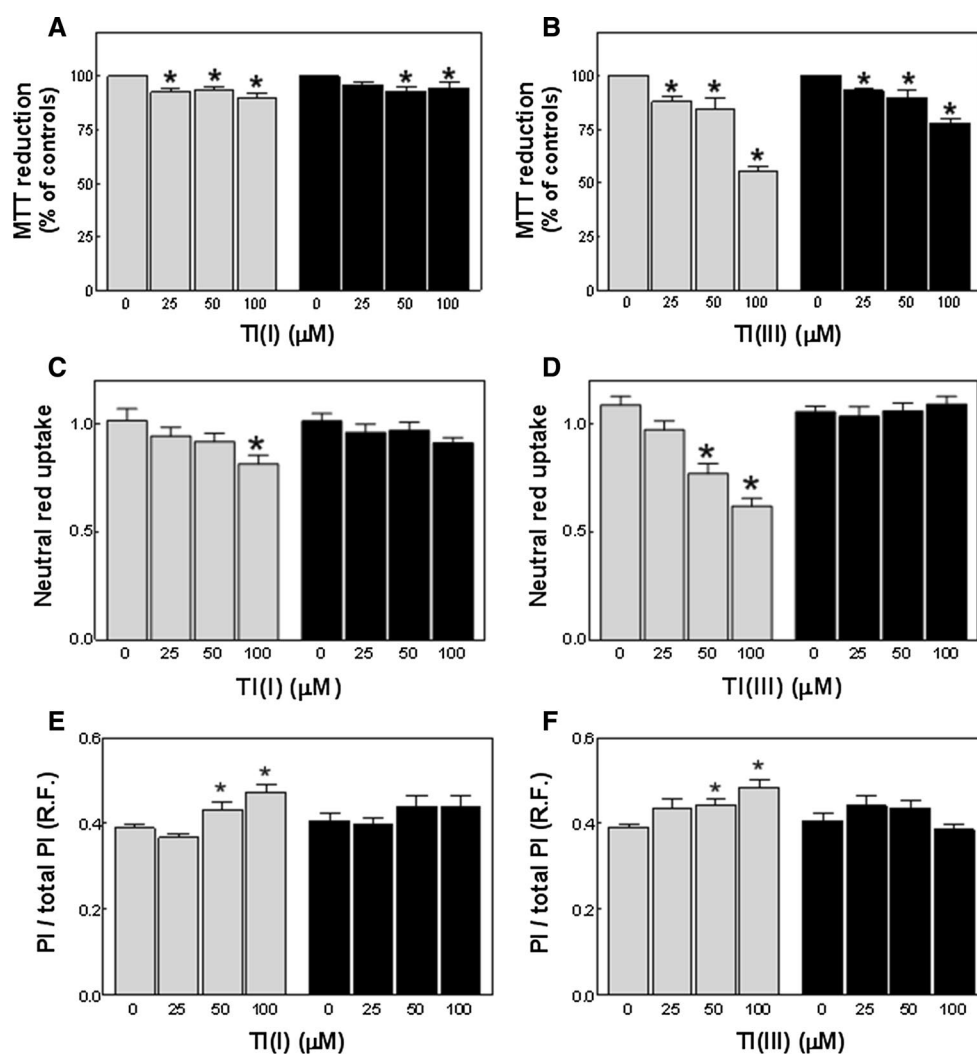 A
MTT reduction
(% of controls)
100
75
50
25
0
* * * * *
0 25 50 100 0 25 50 100
Tl(I) (µM)
B
MTT reduction
(% of controls)
100
75
50
25
0
* * * * * *
0 25 50 100 0 25 50 100
Tl(III) (µM)
C
Neutral red uptake
1.0
0.5
0.0
*
0 25 50 100 0 25 50 100
Tl(I) (µM)
D
Neutral red uptake
1.0
0.5
0.0
* *
0 25 50 100 0 25 50 100
Tl(III) (µM)
E
PI / total PI (R.F.)
0.6
0.4
0.2
0.0
* *
0 25 50 100 0 25 50 100
Tl(I) (µM)
F
PI / total PI (R.F.)
0.6
0.4
0.2
0.0
* *
0 25 50 100 0 25 50 100
Tl(III) (µM)